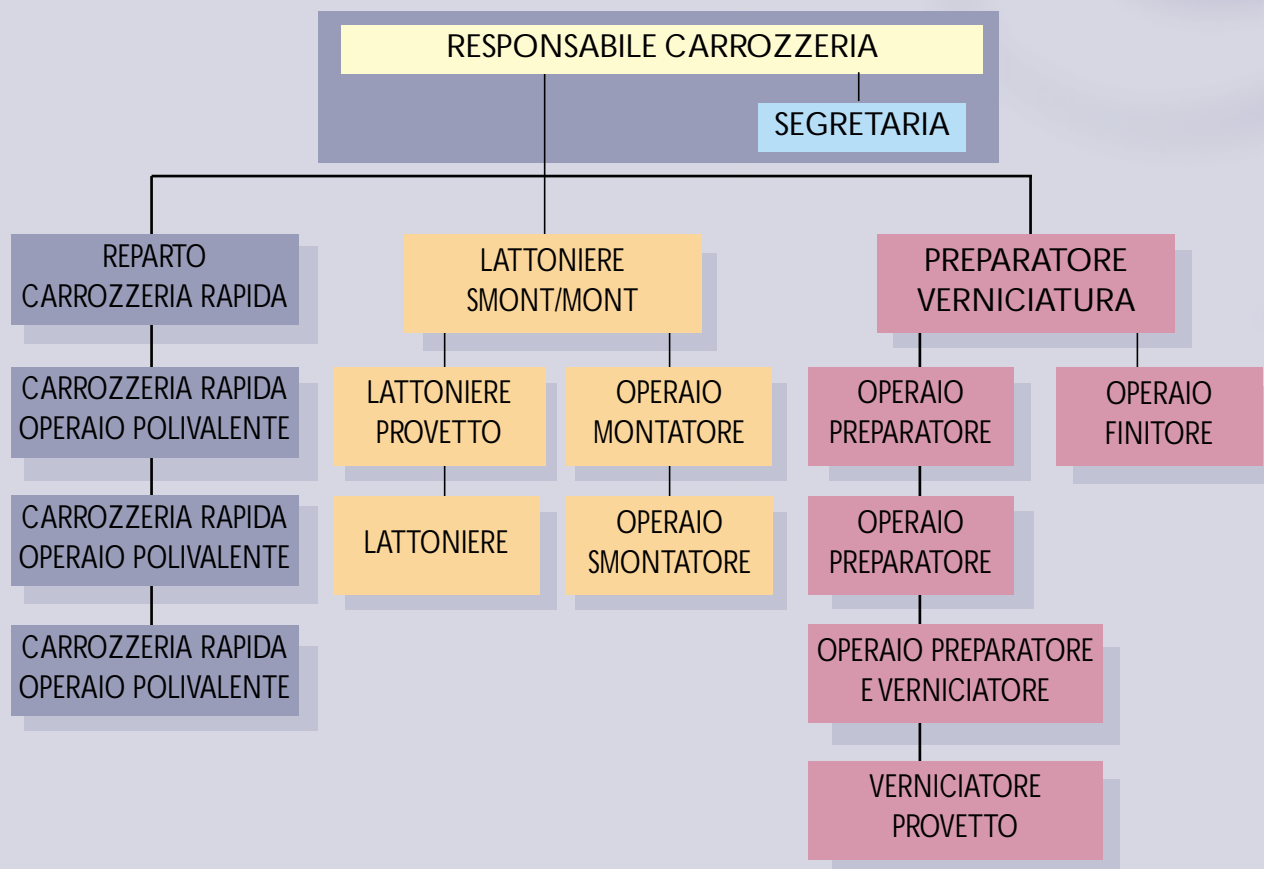 RESPONSABILE CARROZZERIA
SEGRETARIA
REPARTO
CARROZZERIA RAPIDA
CARROZZERIA RAPIDA
OPERAIO POLIVALENTE
CARROZZERIA RAPIDA
OPERAIO POLIVALENTE
CARROZZERIA RAPIDA
OPERAIO POLIVALENTE
LATTONIERE
SMONT/MONT
LATTONIERE
PROVETTO
LATTONIERE
OPERAIO
MONTATORE
OPERAIO
SMONTATORE
PREPARATORE
VERNICIATURA
OPERAIO
PREPARATORE
OPERAIO
PREPARATORE
OPERAIO PREPARATORE
E VERNICIATORE
VERNICIATORE
PROVETTO
OPERAIO
FINITORE